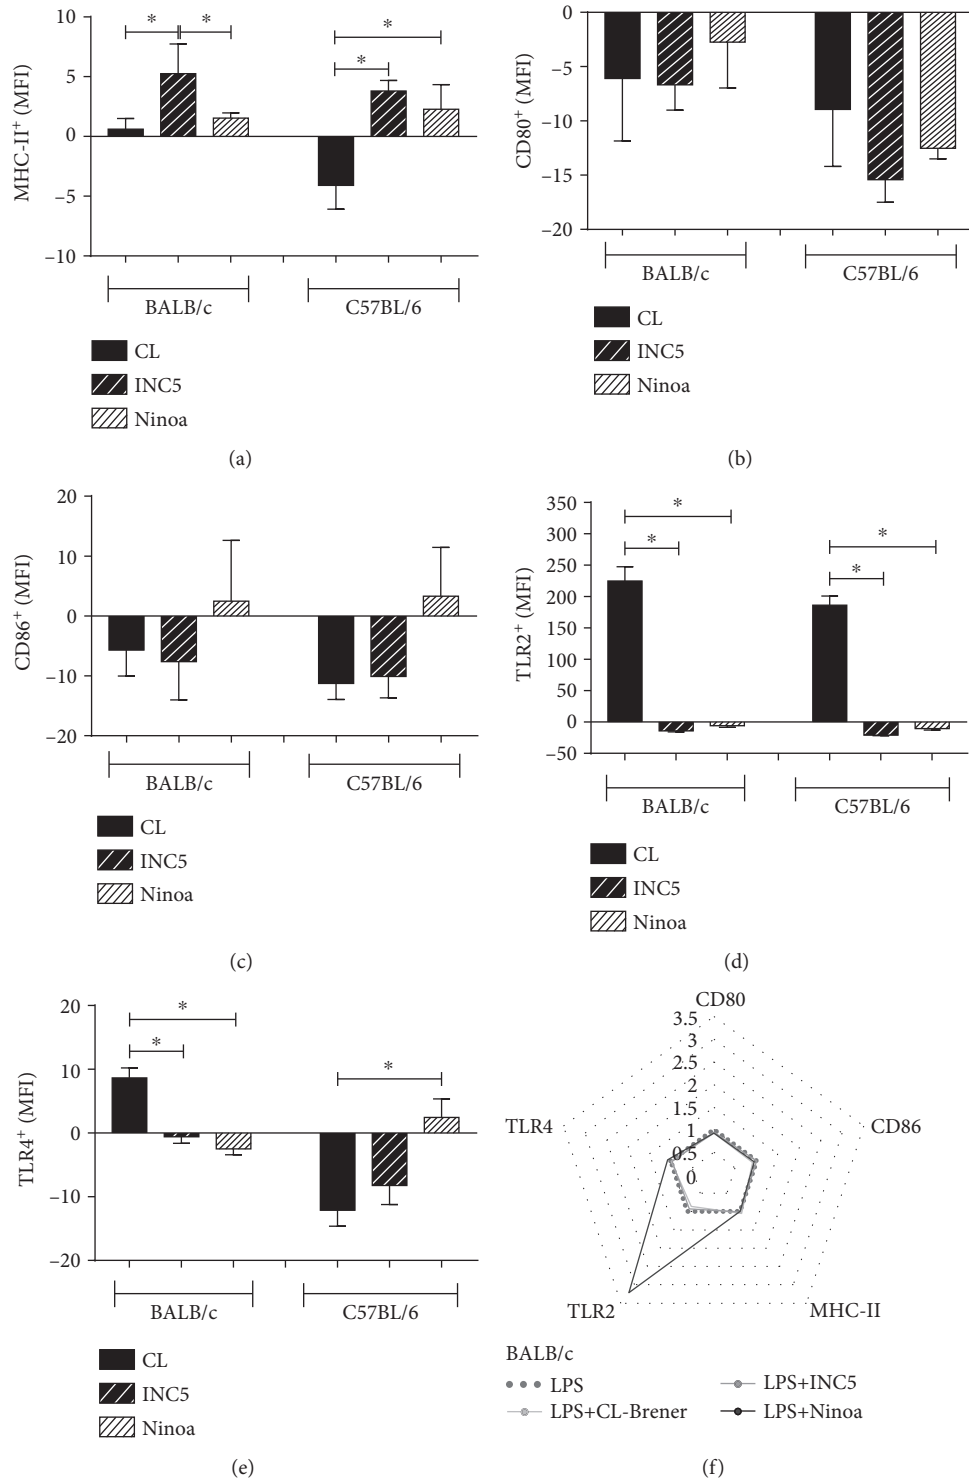 10
5
0
−5
−10
MHC-II+ (MFI)
* * * *
BALB/c C57BL/6
CL
INC5
Ninoa
(a)
0
−5
−10
−15
−20
CD80+ (MFI)
BALB/c C57BL/6
CL
INC5
Ninoa
(b)
20
10
0
−10
−20
CD86+ (MFI)
BALB/c C57BL/6
CL
INC5
Ninoa
(c)
350
300
250
200
150
100
50
0
−50
TLR2+ (MFI)
* * * *
BALB/c C57BL/6
CL
INC5
Ninoa
(d)
20
10
0
−10
−20
TLR4+ (MFI)
* * *
BALB/c C57BL/6
CL
INC5
Ninoa
(e)
CD80
3.5
3
2.5
2
1.5
1
0.5
0
TLR4
CD86
TLR2
MHC-II
BALB/c
LPS
LPS+CL-Brener
LPS+INC5
LPS+Ninoa
(f)